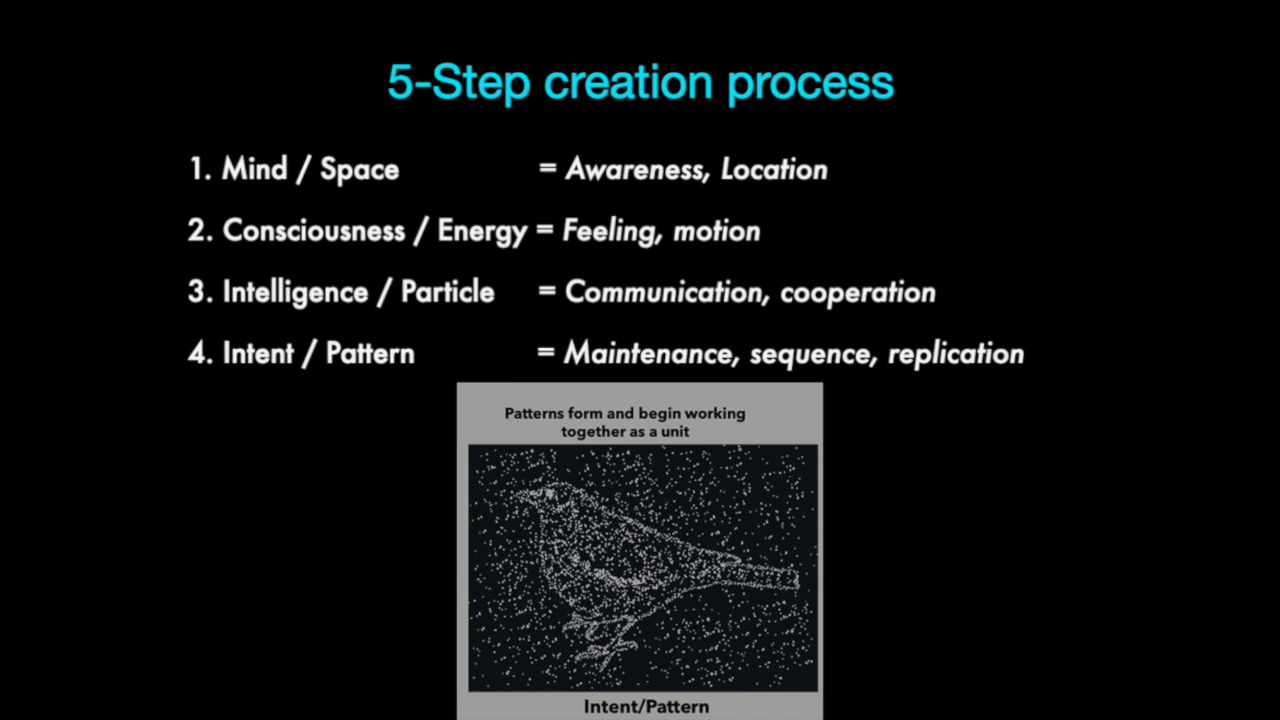 5-Step creation process
1. Mind / Space = Awareness, Location
2. Consciousness / Energy = Feeling, motion
3. Intelligence / Particle = Communication, cooperation
4. Intent / Pattern = Maintenance, sequence, replication
Patterns form and begin working
together as a unit
Intent/Pattern